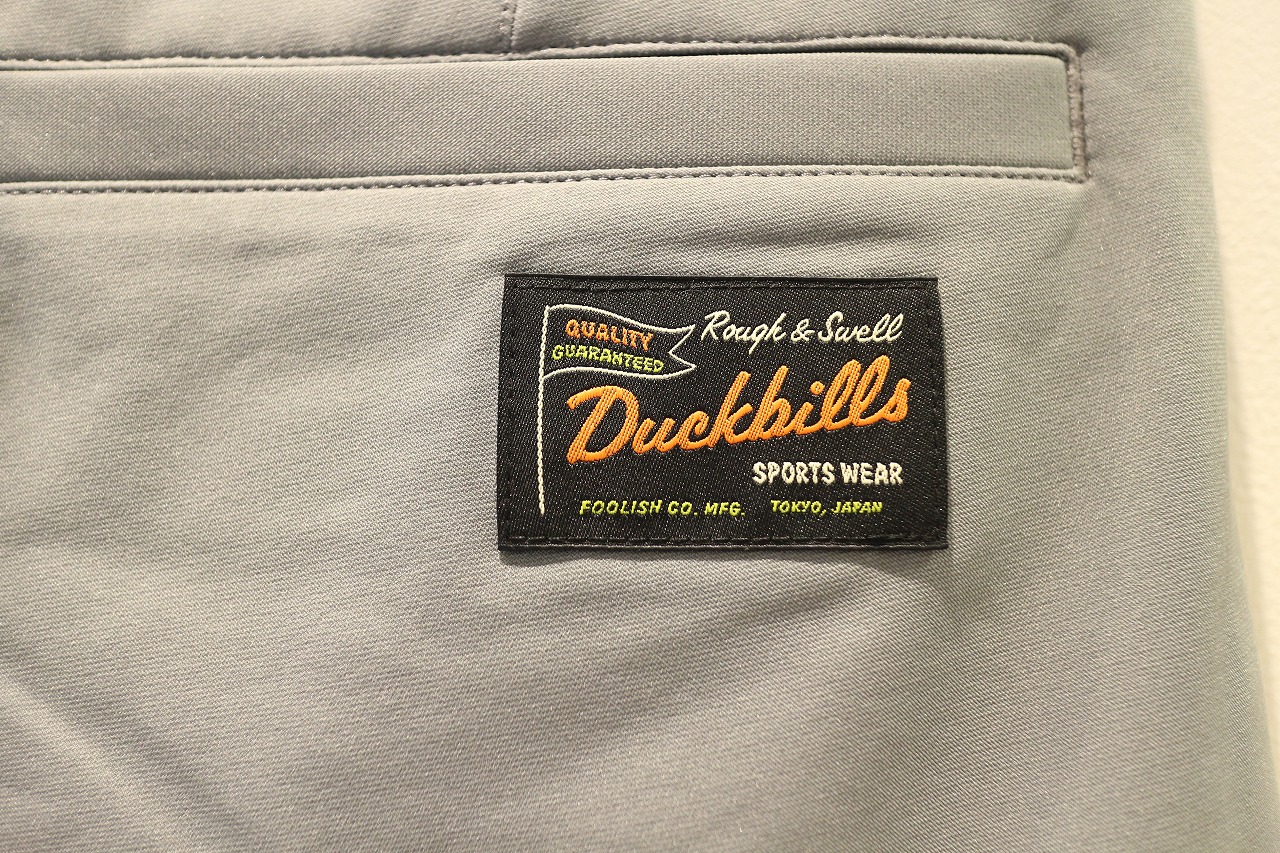 QUALITY
GUARANTEED
Rough & Swell
Duckbills
SPORTS WEAR
FOOLISH CO. MFG. TOKYO, JAPAN